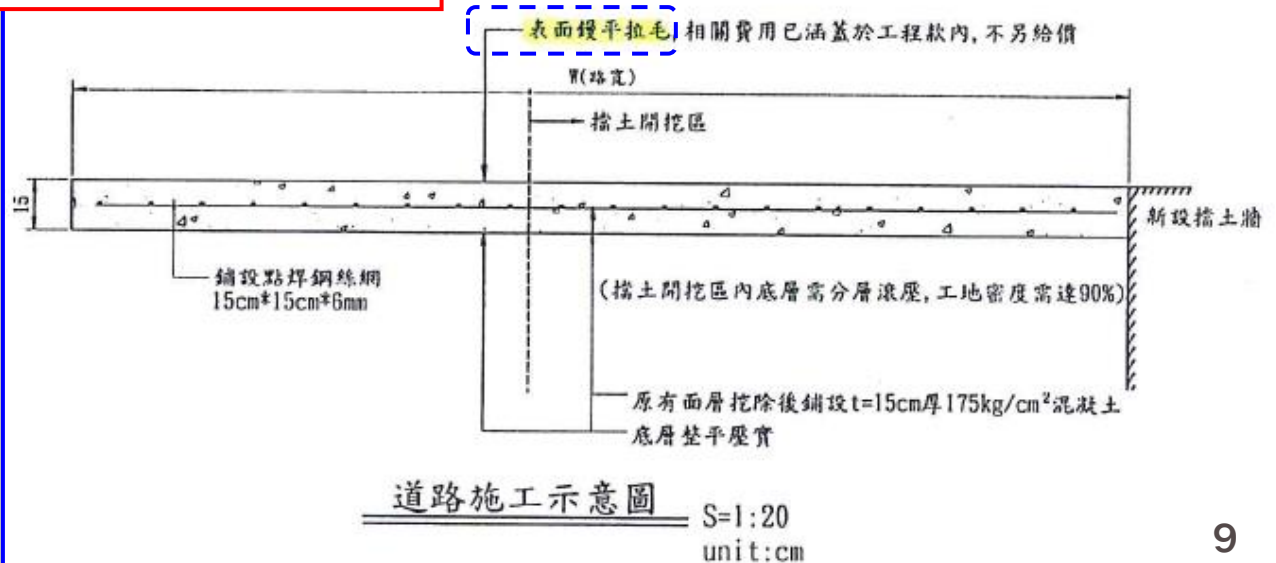 表面鏝平拉毛,相關費用已涵蓋於工程款內,不另給價
W(路寬)
擋土開挖區
15
新設擋土牆
鋪設點焊鋼絲網
15cm*15cm*6mm
(擋土開挖區內底層需分層滾壓,工地密度需達90%)
原有面層挖除後鋪設t=15cm厚175kg/cm²混凝土
底層整平壓實
道路施工示意圖 S=1:20
unit:cm
9